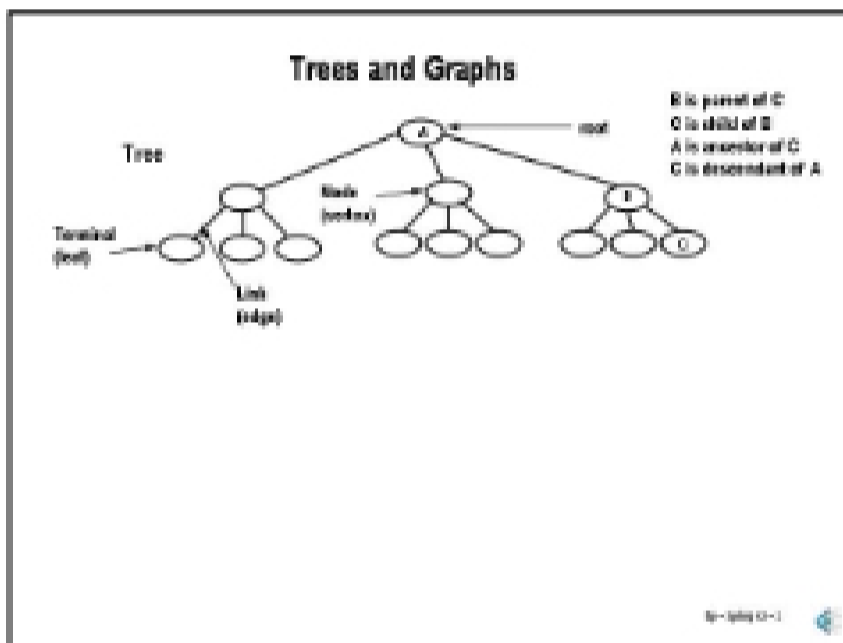 Trees and Graphs
B is parent of C
C is child of B
A is ancestor of C
C is descendant of A
A
root
Tree
Node
(vertex)
B
Terminal
(leaf)
C
Link
(edge)